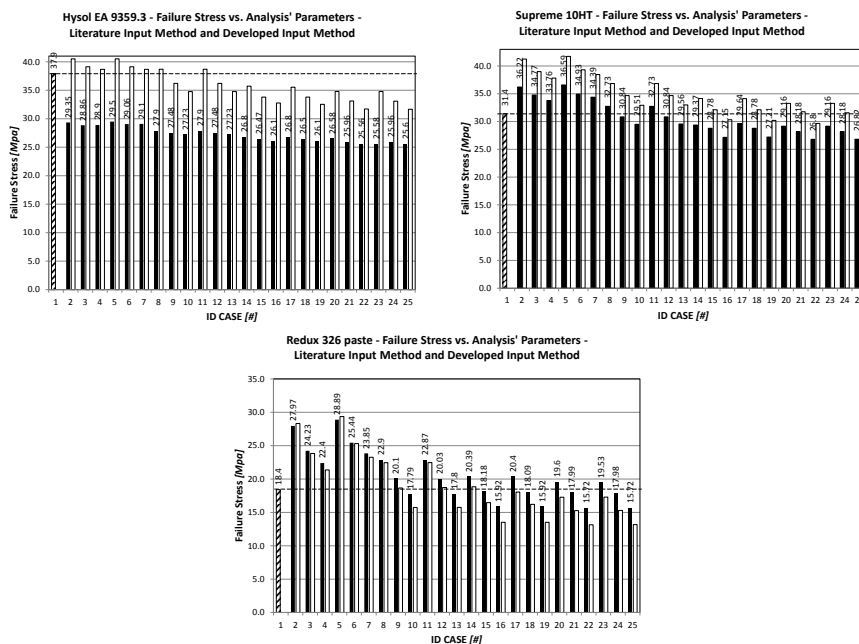 Hysol EA 9359.3 - Failure Stress vs. Analysis' Parameters -
Literature Input Method and Developed Input Method
Failure Stress [Mpa]
40.0
35.0
30.0
25.0
20.0
15.0
10.0
5.0
0.0
37.9 29.35 28.86 28.9 29.5 29.06 29.1 27.9 27.48 27.23 27.9 27.48 27.23 26.8 26.47 26.1 26.8 26.5 26.1 26.58 25.96 25.56 25.58 25.96 25.6
1 2 3 4 5 6 7 8 9 10 11 12 13 14 15 16 17 18 19 20 21 22 23 24 25
ID CASE [#]
Supreme 10HT - Failure Stress vs. Analysis' Parameters -
Literature Input Method and Developed Input Method
Failure Stress [Mpa]
40.0
35.0
30.0
25.0
20.0
15.0
10.0
5.0
0.0
31.4 36.22 34.77 33.76 36.59 34.93 34.39 32.73 30.84 29.51 32.73 30.84 29.56 29.37 28.78 27.15 29.64 28.78 27.21 29.16 28.18 26.8 29.16 28.18
1 2 3 4 5 6 7 8 9 10 11 12 13 14 15 16 17 18 19 20 21 22 23 24
ID CASE [#]
Redux 326 paste - Failure Stress vs. Analysis' Parameters -
Literature Input Method and Developed Input Method
Failure Stress [Mpa]
35.0
30.0
25.0
20.0
15.0
10.0
5.0
0.0
18.4 27.97 24.23 22.4 28.89 25.44 23.85 22.9 20.1 17.79 22.87 20.03 17.8 20.39 18.18 15.92 20.4 18.09 15.92 19.6 17.99 15.72 19.53 17.98 15.72
1 2 3 4 5 6 7 8 9 10 11 12 13 14 15 16 17 18 19 20 21 22 23 24 25
ID CASE [#]